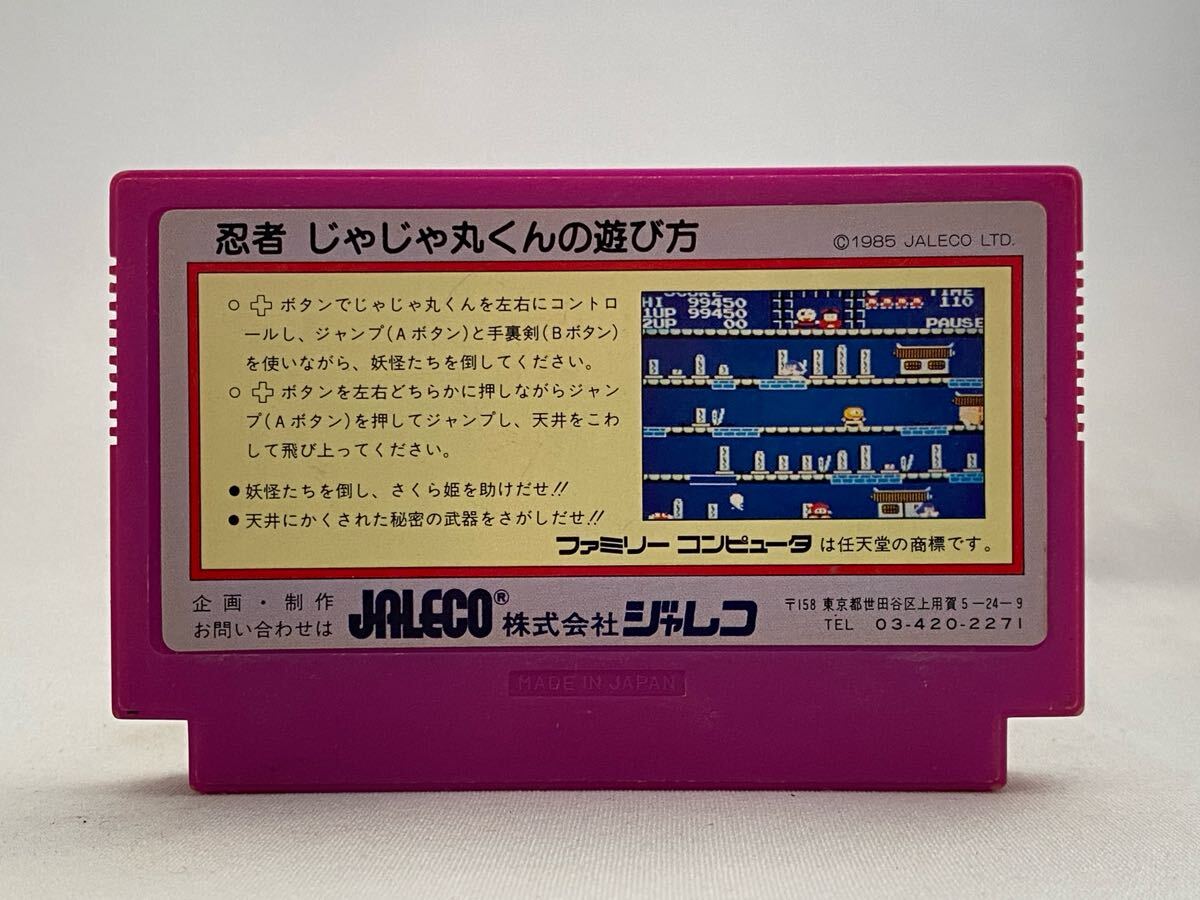 忍者 じゃじゃ丸くんの遊び方
©1985 JALECO LTD.
○ ボタンでじゃじゃ丸くんを左右にコントロ
ールし、ジャンプ(Aボタン)と手裏剣(Bボタン)
を使いながら、妖怪たちを倒してください。
○ ボタンを左右どちらかに押しながらジャン
プ(Aボタン)を押してジャンプし、天井をこわ
して飛び上ってください。
●妖怪たちを倒し、さくら姫を助けだせ!!
●天井にかくされた秘密の武器をさがしだせ!!
SCORE
TIME
HI 99450
110
1UP 99450
2UP 00
PAUSE
ファミリー コンピュータ は任天堂の商標です。
企画・制作
お問い合わせは
JALECO® 株式会社ジャレコ
〒158 東京都世田谷区上用賀5-24-9
TEL 03-420-2271
MADE IN JAPAN